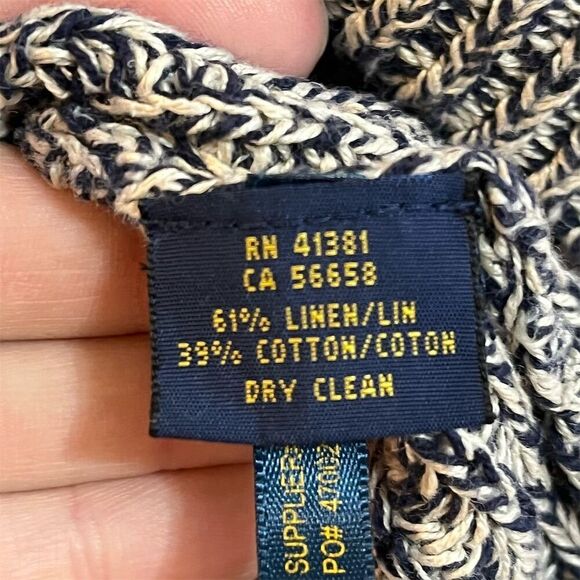 RN 41381
CA 56658
61% LINEN/LIN
39% COTTON/COTON
DRY CLEAN
SUPPLIER
PO#